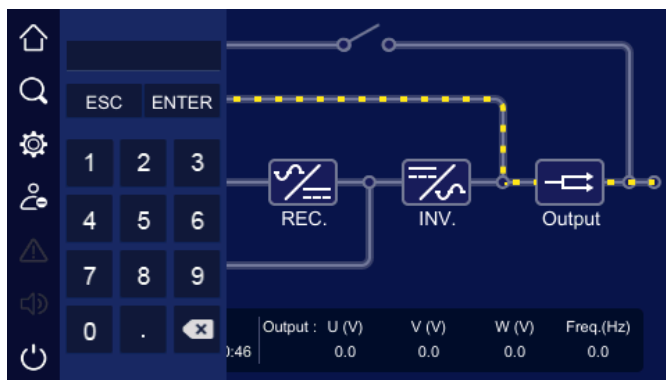 ESC ENTER
1 2 3
4 5 6
7 8 9
0 .
REC. INV. Output
Output : U (V) V (V) W (V) Freq.(Hz)
:46 0.0 0.0 0.0 0.0